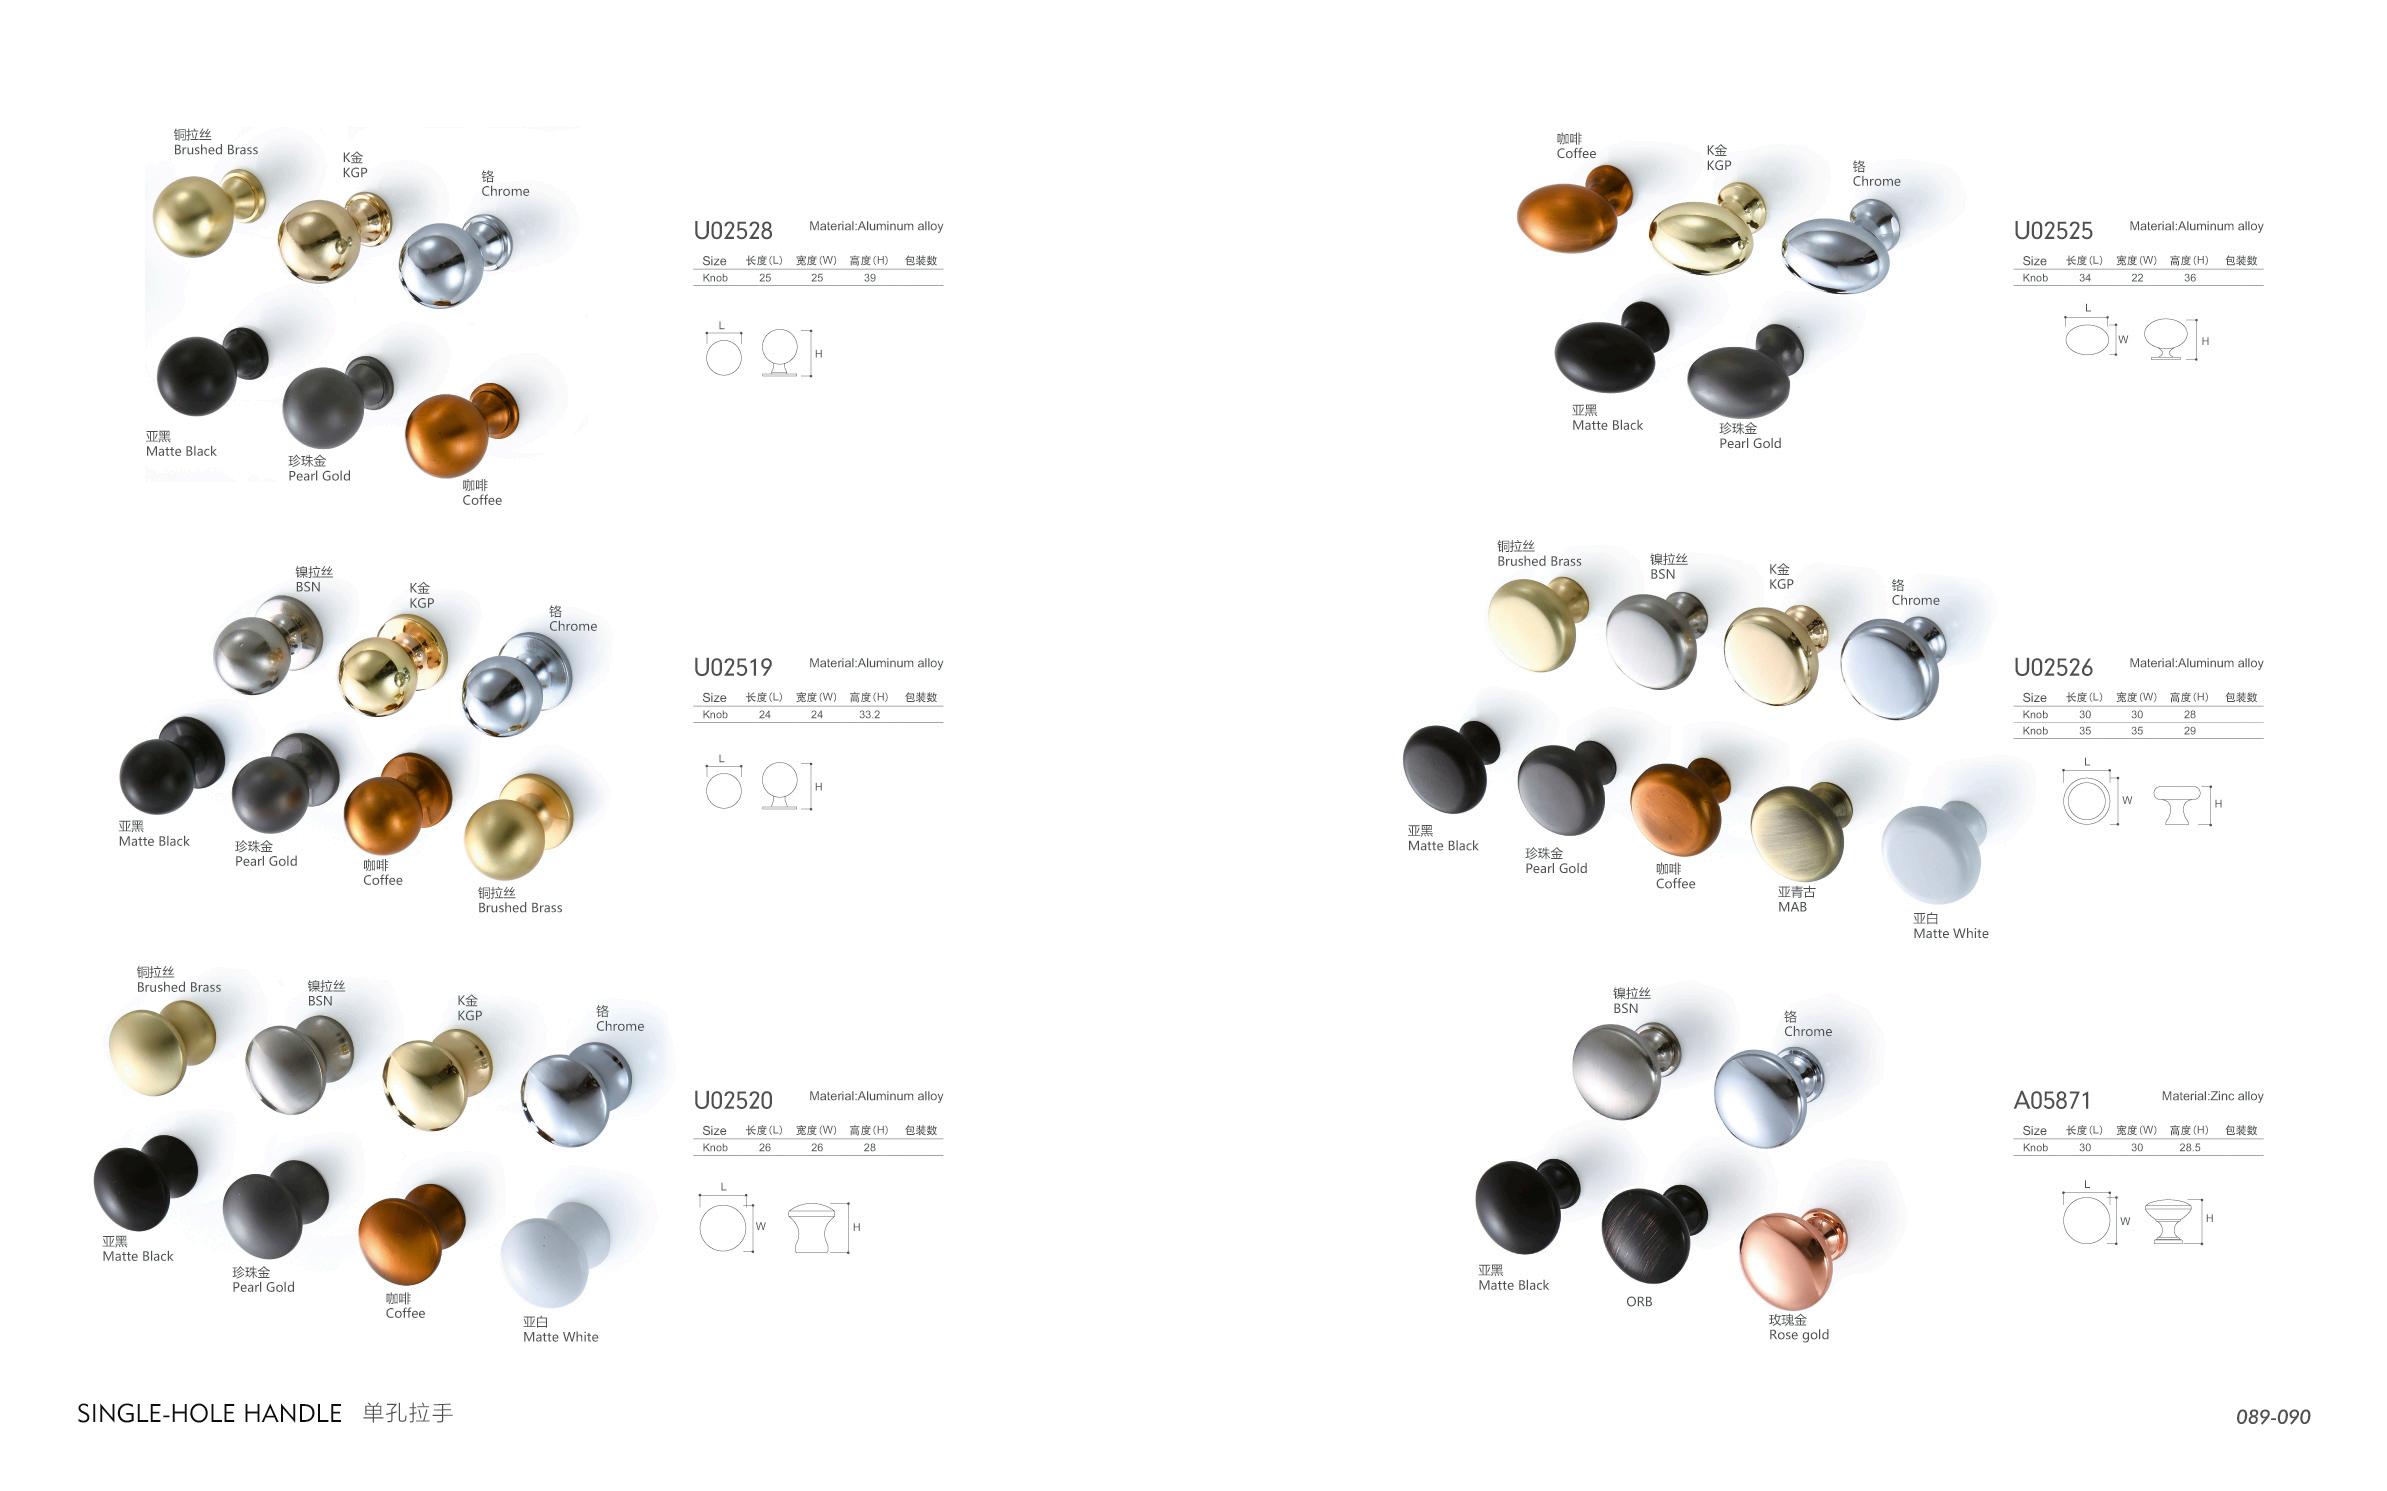 铜拉丝
Brushed Brass
K金
KGP
铬
Chrome
亚黑
Matte Black
珍珠金
Pearl Gold
咖啡
Coffee
U02528 Material:Aluminum alloy
Size 长度(L) 宽度(W) 高度(H) 包装数
Knob 25 25 39
L
H
镍拉丝
BSN
K金
KGP
铬
Chrome
亚黑
Matte Black
珍珠金
Pearl Gold
咖啡
Coffee
铜拉丝
Brushed Brass
U02519 Material:Aluminum alloy
Size 长度(L) 宽度(W) 高度(H) 包装数
Knob 24 24 33.2
L
H
铜拉丝
Brushed Brass
镍拉丝
BSN
K金
KGP
铬
Chrome
亚黑
Matte Black
珍珠金
Pearl Gold
咖啡
Coffee
亚白
Matte White
U02520 Material:Aluminum alloy
Size 长度(L) 宽度(W) 高度(H) 包装数
Knob 26 26 28
L
W
H
咖啡
Coffee
K金
KGP
铬
Chrome
亚黑
Matte Black
珍珠金
Pearl Gold
U02525 Material:Aluminum alloy
Size 长度(L) 宽度(W) 高度(H) 包装数
Knob 34 22 36
L
W
H
铜拉丝
Brushed Brass
镍拉丝
BSN
K金
KGP
铬
Chrome
亚黑
Matte Black
珍珠金
Pearl Gold
咖啡
Coffee
亚青古
MAB
亚白
Matte White
U02526 Material:Aluminum alloy
Size 长度(L) 宽度(W) 高度(H) 包装数
Knob 30 30 28
Knob 35 35 29
L
W
H
镍拉丝
BSN
铬
Chrome
亚黑
Matte Black
ORB
玫瑰金
Rose gold
A05871 Material:Zinc alloy
Size 长度(L) 宽度(W) 高度(H) 包装数
Knob 30 30 28.5
L
W
H
SINGLE-HOLE HANDLE 单孔拉手
089-090